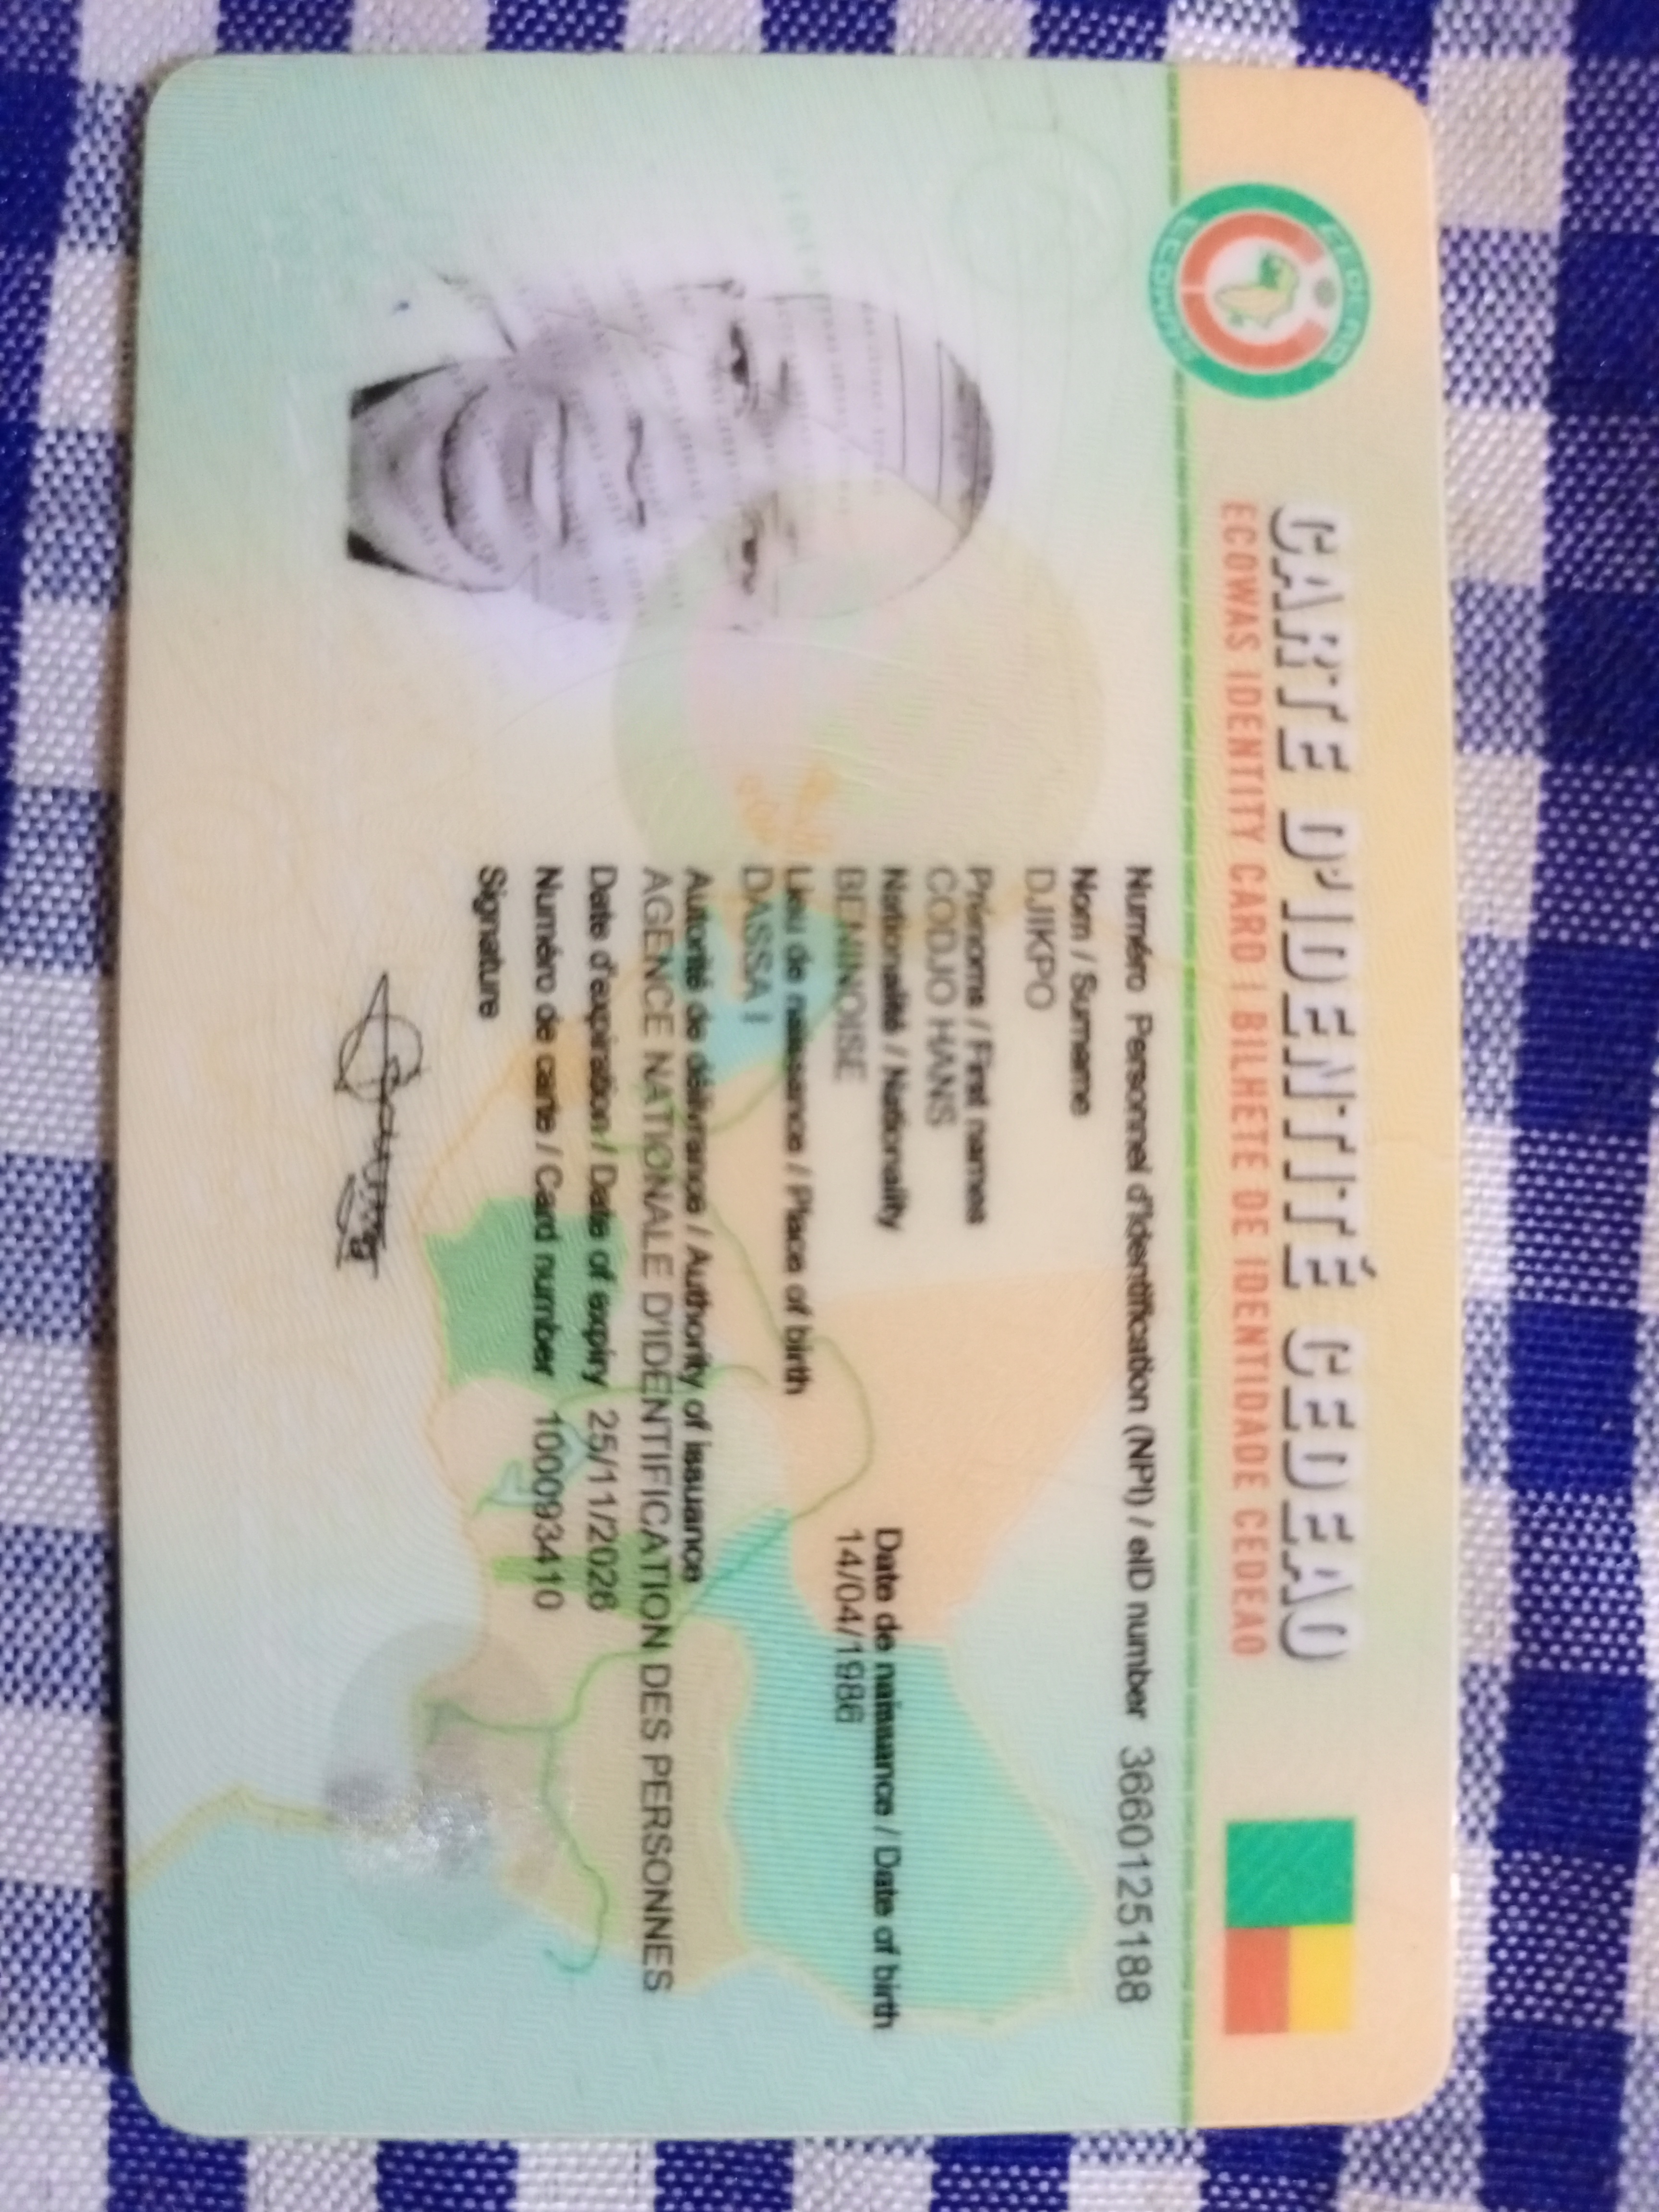 CARTE D'IDENTITÉ CEDEAO
ECOWAS IDENTITY CARD | BILHETE DE IDENTIDADE CEDEAO
Numéro Personnel d'Identification (NPI) / eID number 3660125188
Nom / Surname
DJIKPO
Prénoms / First names
CODJO HANS
Nationalité / Nationality
BENINOISE
Date de naissance / Date of birth
14/04/1986
Lieu de naissance / Place of birth
DASSA I
Autorité de délivrance / Authority of issuance
AGENCE NATIONALE D'IDENTIFICATION DES PERSONNES
Date d'expiration / Date of expiry 25/11/2026
Numéro de carte / Card number 100093410
Signature